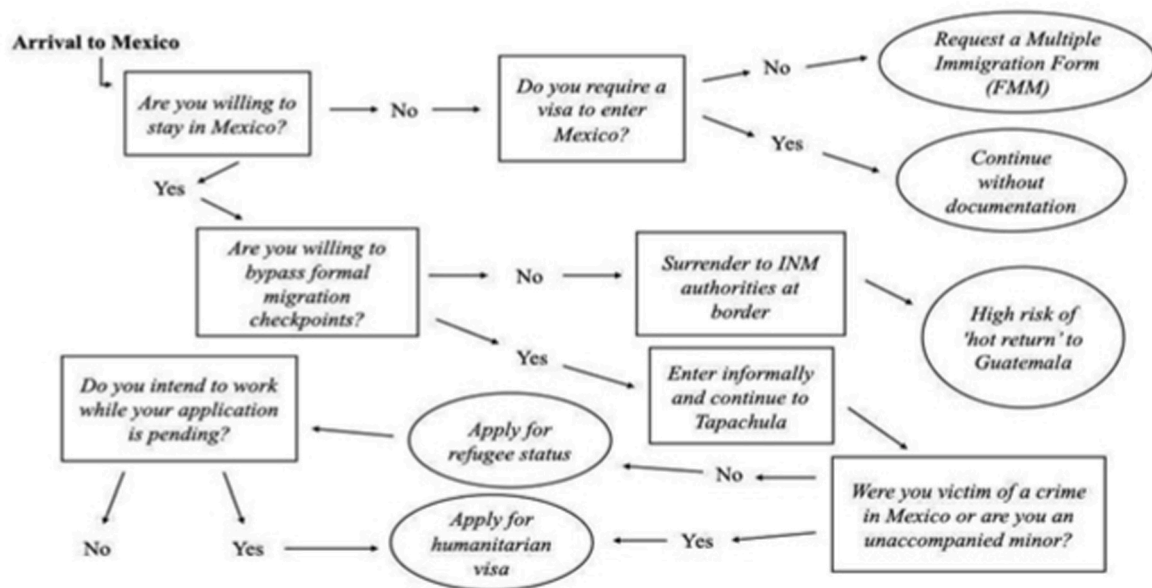 Arrival to Mexico
Are you willing to
stay in Mexico?
No
Do you require a
visa to enter
Mexico?
No
Request a Multiple
Immigration Form
(FMM)
Yes
Continue
without
documentation
Yes
Are you willing to
bypass formal
migration
checkpoints?
No
Surrender to INM
authorities at
border
High risk of
'hot return' to
Guatemala
Yes
Enter informally
and continue to
Tapachula
Do you intend to work
while your application
is pending?
Apply for
refugee status
No
Were you victim of a crime
in Mexico or are you an
unaccompanied minor?
No
Yes
Apply for
humanitarian
visa
Yes